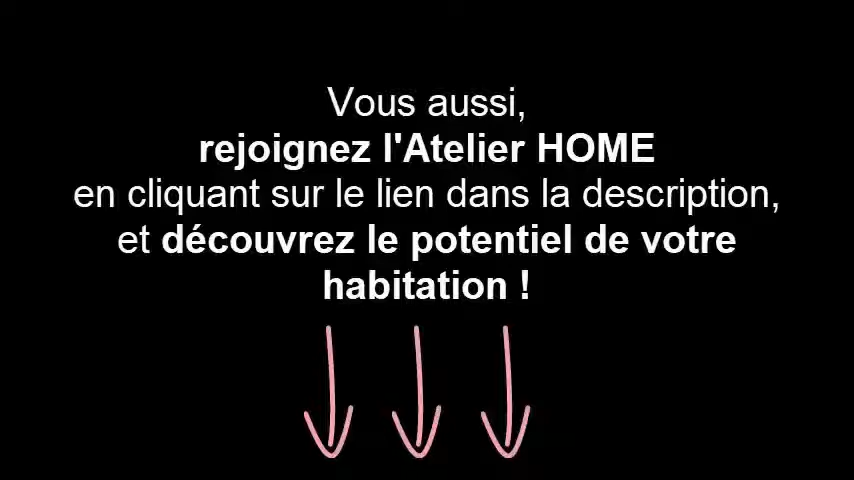 Vous aussi,
rejoignez l'Atelier HOME
en cliquant sur le lien dans la description,
et découvrez le potentiel de votre
habitation !